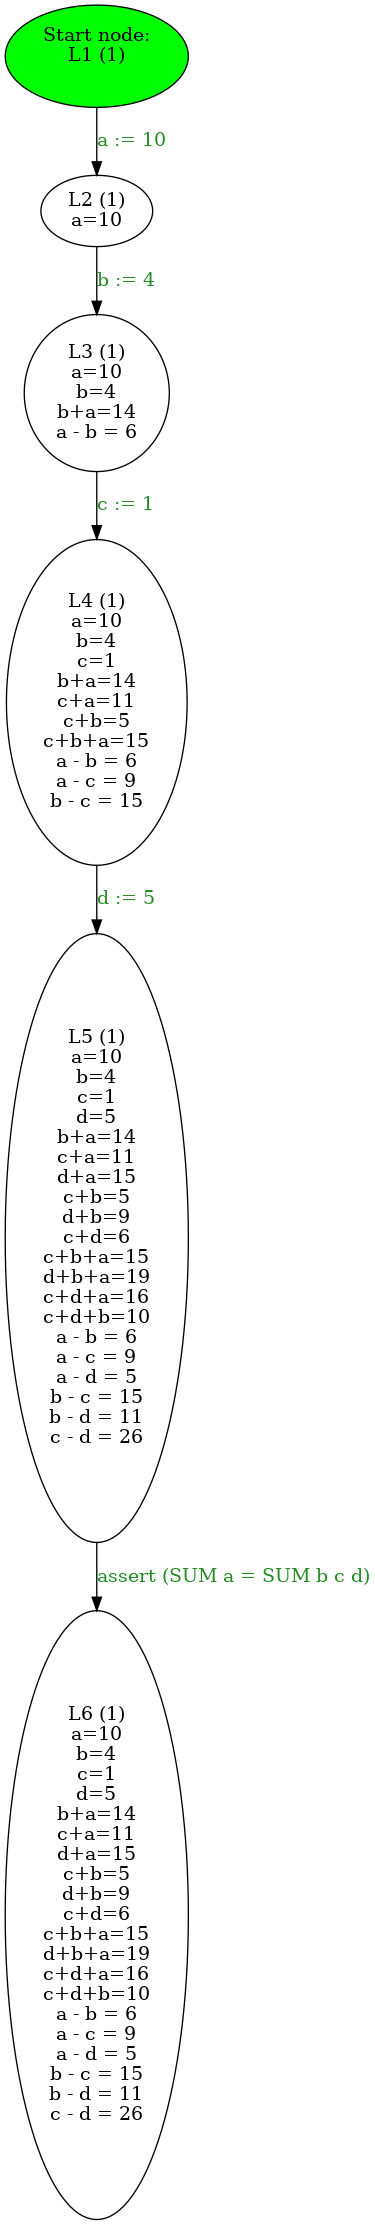 Start node:
L1 (1)
a := 10
L2 (1)
a=10
b := 4
L3 (1)
a=10
b=4
b+a=14
a - b = 6
c := 1
L4 (1)
a=10
b=4
c=1
b+a=14
c+a=11
c+b=5
c+b+a=15
a - b = 6
a - c = 9
b - c = 15
d := 5
L5 (1)
a=10
b=4
c=1
d=5
b+a=14
c+a=11
d+a=15
c+b=5
d+b=9
c+d=6
c+b+a=15
d+b+a=19
c+d+a=16
c+d+b=10
a - b = 6
a - c = 9
a - d = 5
b - c = 15
b - d = 11
c - d = 26
assert (SUM a = SUM b c d)
L6 (1)
a=10
b=4
c=1
d=5
b+a=14
c+a=11
d+a=15
c+b=5
d+b=9
c+d=6
c+b+a=15
d+b+a=19
c+d+a=16
c+d+b=10
a - b = 6
a - c = 9
a - d = 5
b - c = 15
b - d = 11
c - d = 26